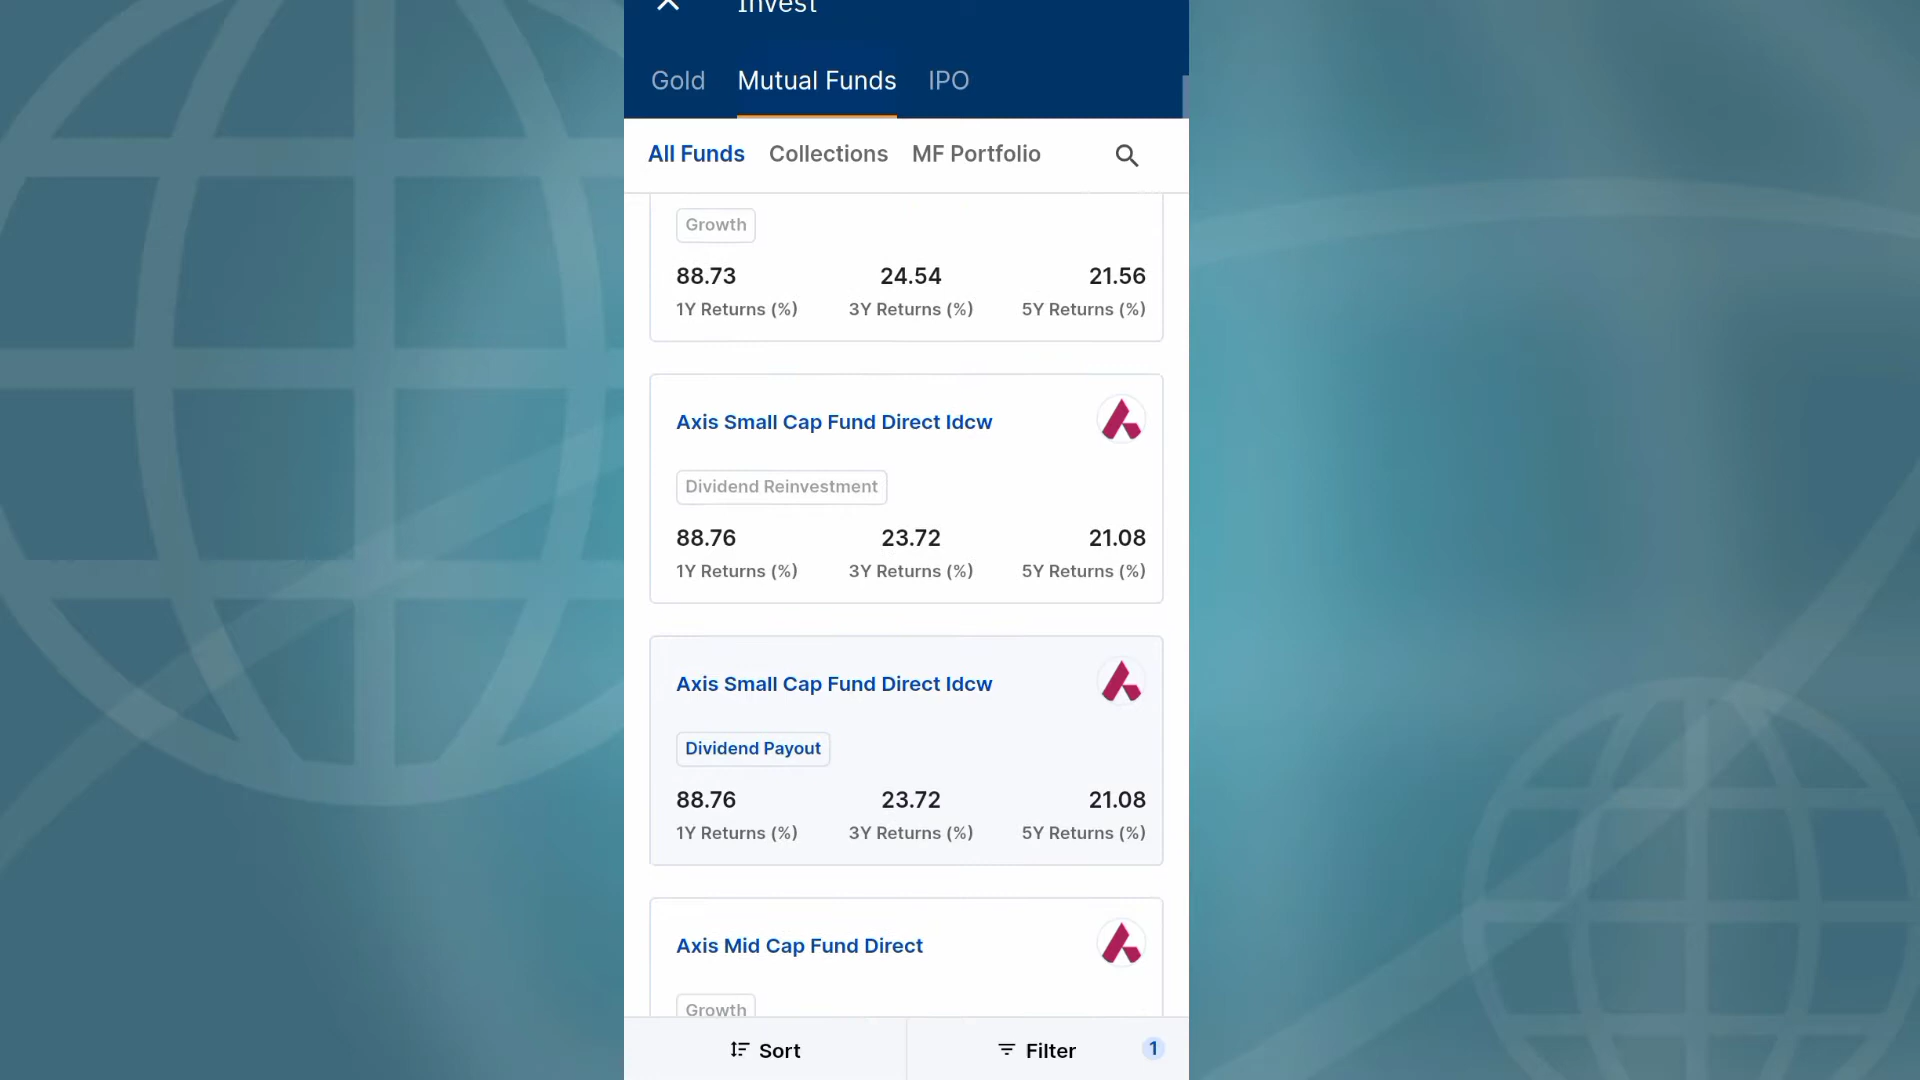 Invest
Gold Mutual Funds IPO
All Funds Collections MF Portfolio
Growth
88.73 24.54 21.56
1Y Returns (%) 3Y Returns (%) 5Y Returns (%)
Axis Small Cap Fund Direct Idcw
Dividend Reinvestment
88.76 23.72 21.08
1Y Returns (%) 3Y Returns (%) 5Y Returns (%)
Axis Small Cap Fund Direct Idcw
Dividend Payout
88.76 23.72 21.08
1Y Returns (%) 3Y Returns (%) 5Y Returns (%)
Axis Mid Cap Fund Direct
Growth
Sort Filter 1